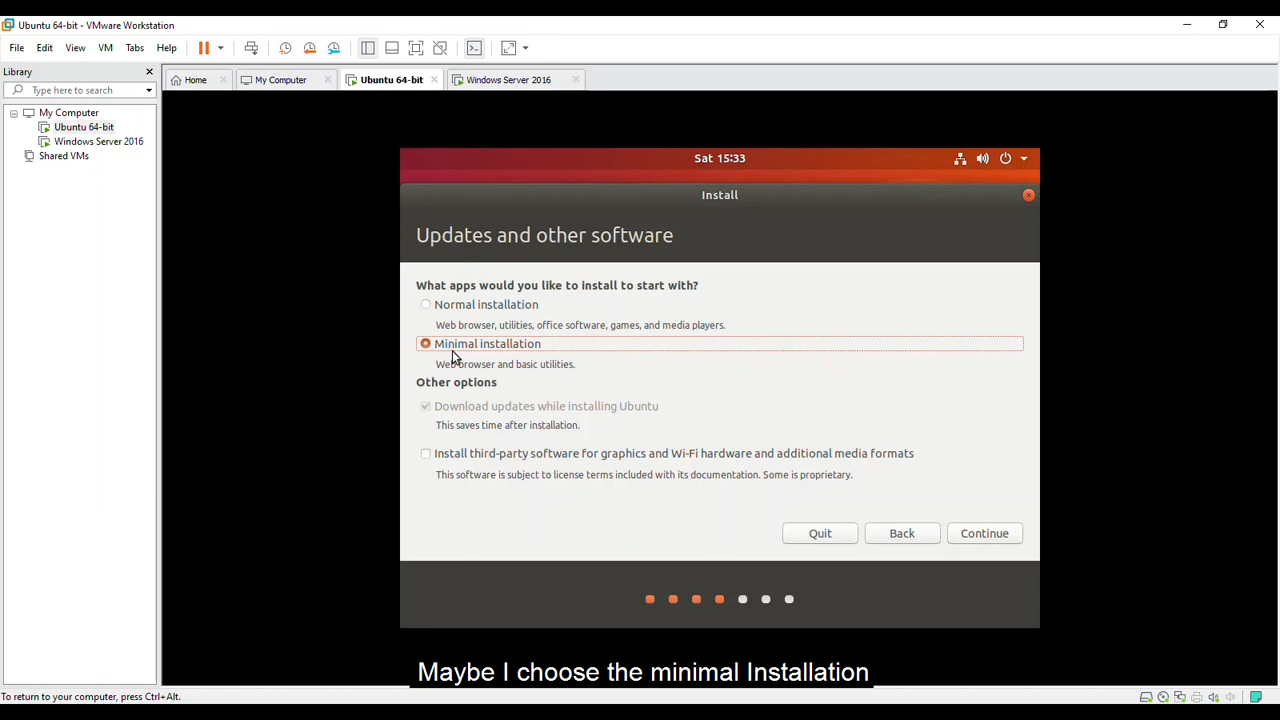 Ubuntu 64-bit - VMware Workstation
File Edit View VM Tabs Help
Library
Type here to search
Home
My Computer
Ubuntu 64-bit
Windows Server 2016
My Computer
Ubuntu 64-bit
Windows Server 2016
Shared VMs
Sat 15:33
Install
Updates and other software
What apps would you like to install to start with?
Normal installation
Web browser, utilities, office software, games, and media players.
Minimal installation
Web browser and basic utilities.
Other options
Download updates while installing Ubuntu
This saves time after installation.
Install third-party software for graphics and Wi-Fi hardware and additional media formats
This software is subject to license terms included with its documentation. Some is proprietary.
Quit Back Continue
Maybe I choose the minimal Installation
To return to your computer, press Ctrl+Alt.